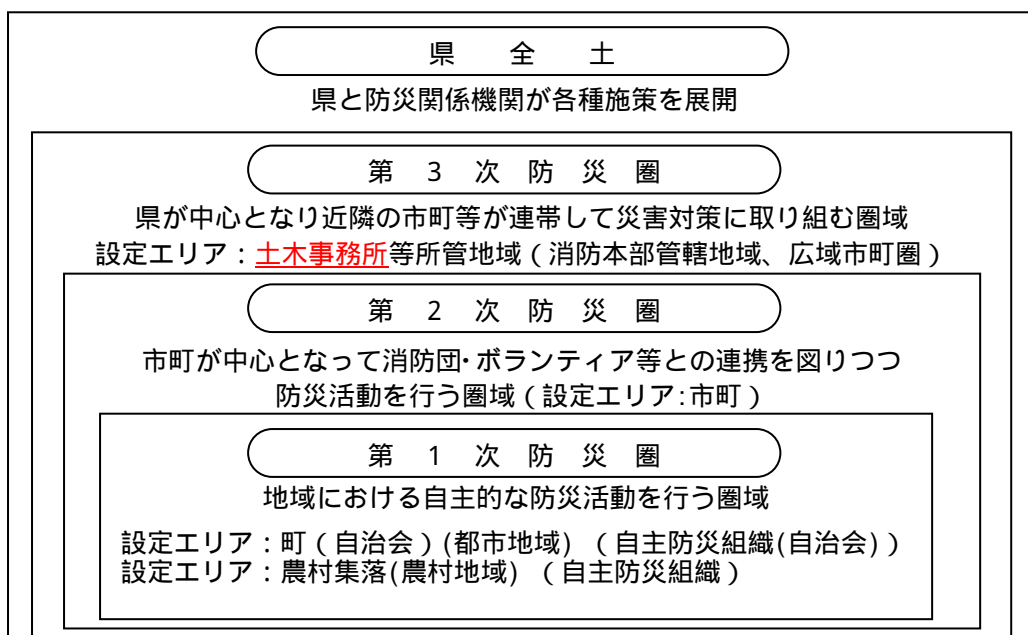 県　全　土
県と防災関係機関が各種施策を展開
第　3　次　防　災　圏
県が中心となり近隣の市町等が連帯して災害対策に取り組む圏域
設定エリア：土木事務所等所管地域（消防本部管轄地域、広域市町圏）
第　2　次　防　災　圏
市町が中心となって消防団・ボランティア等との連携を図りつつ
防災活動を行う圏域（設定エリア：市町）
第　1　次　防　災　圏
地域における自主的な防災活動を行う圏域
設定エリア：町（自治会）(都市地域)　（自主防災組織(自治会)）
設定エリア：農村集落(農村地域)　（自主防災組織）